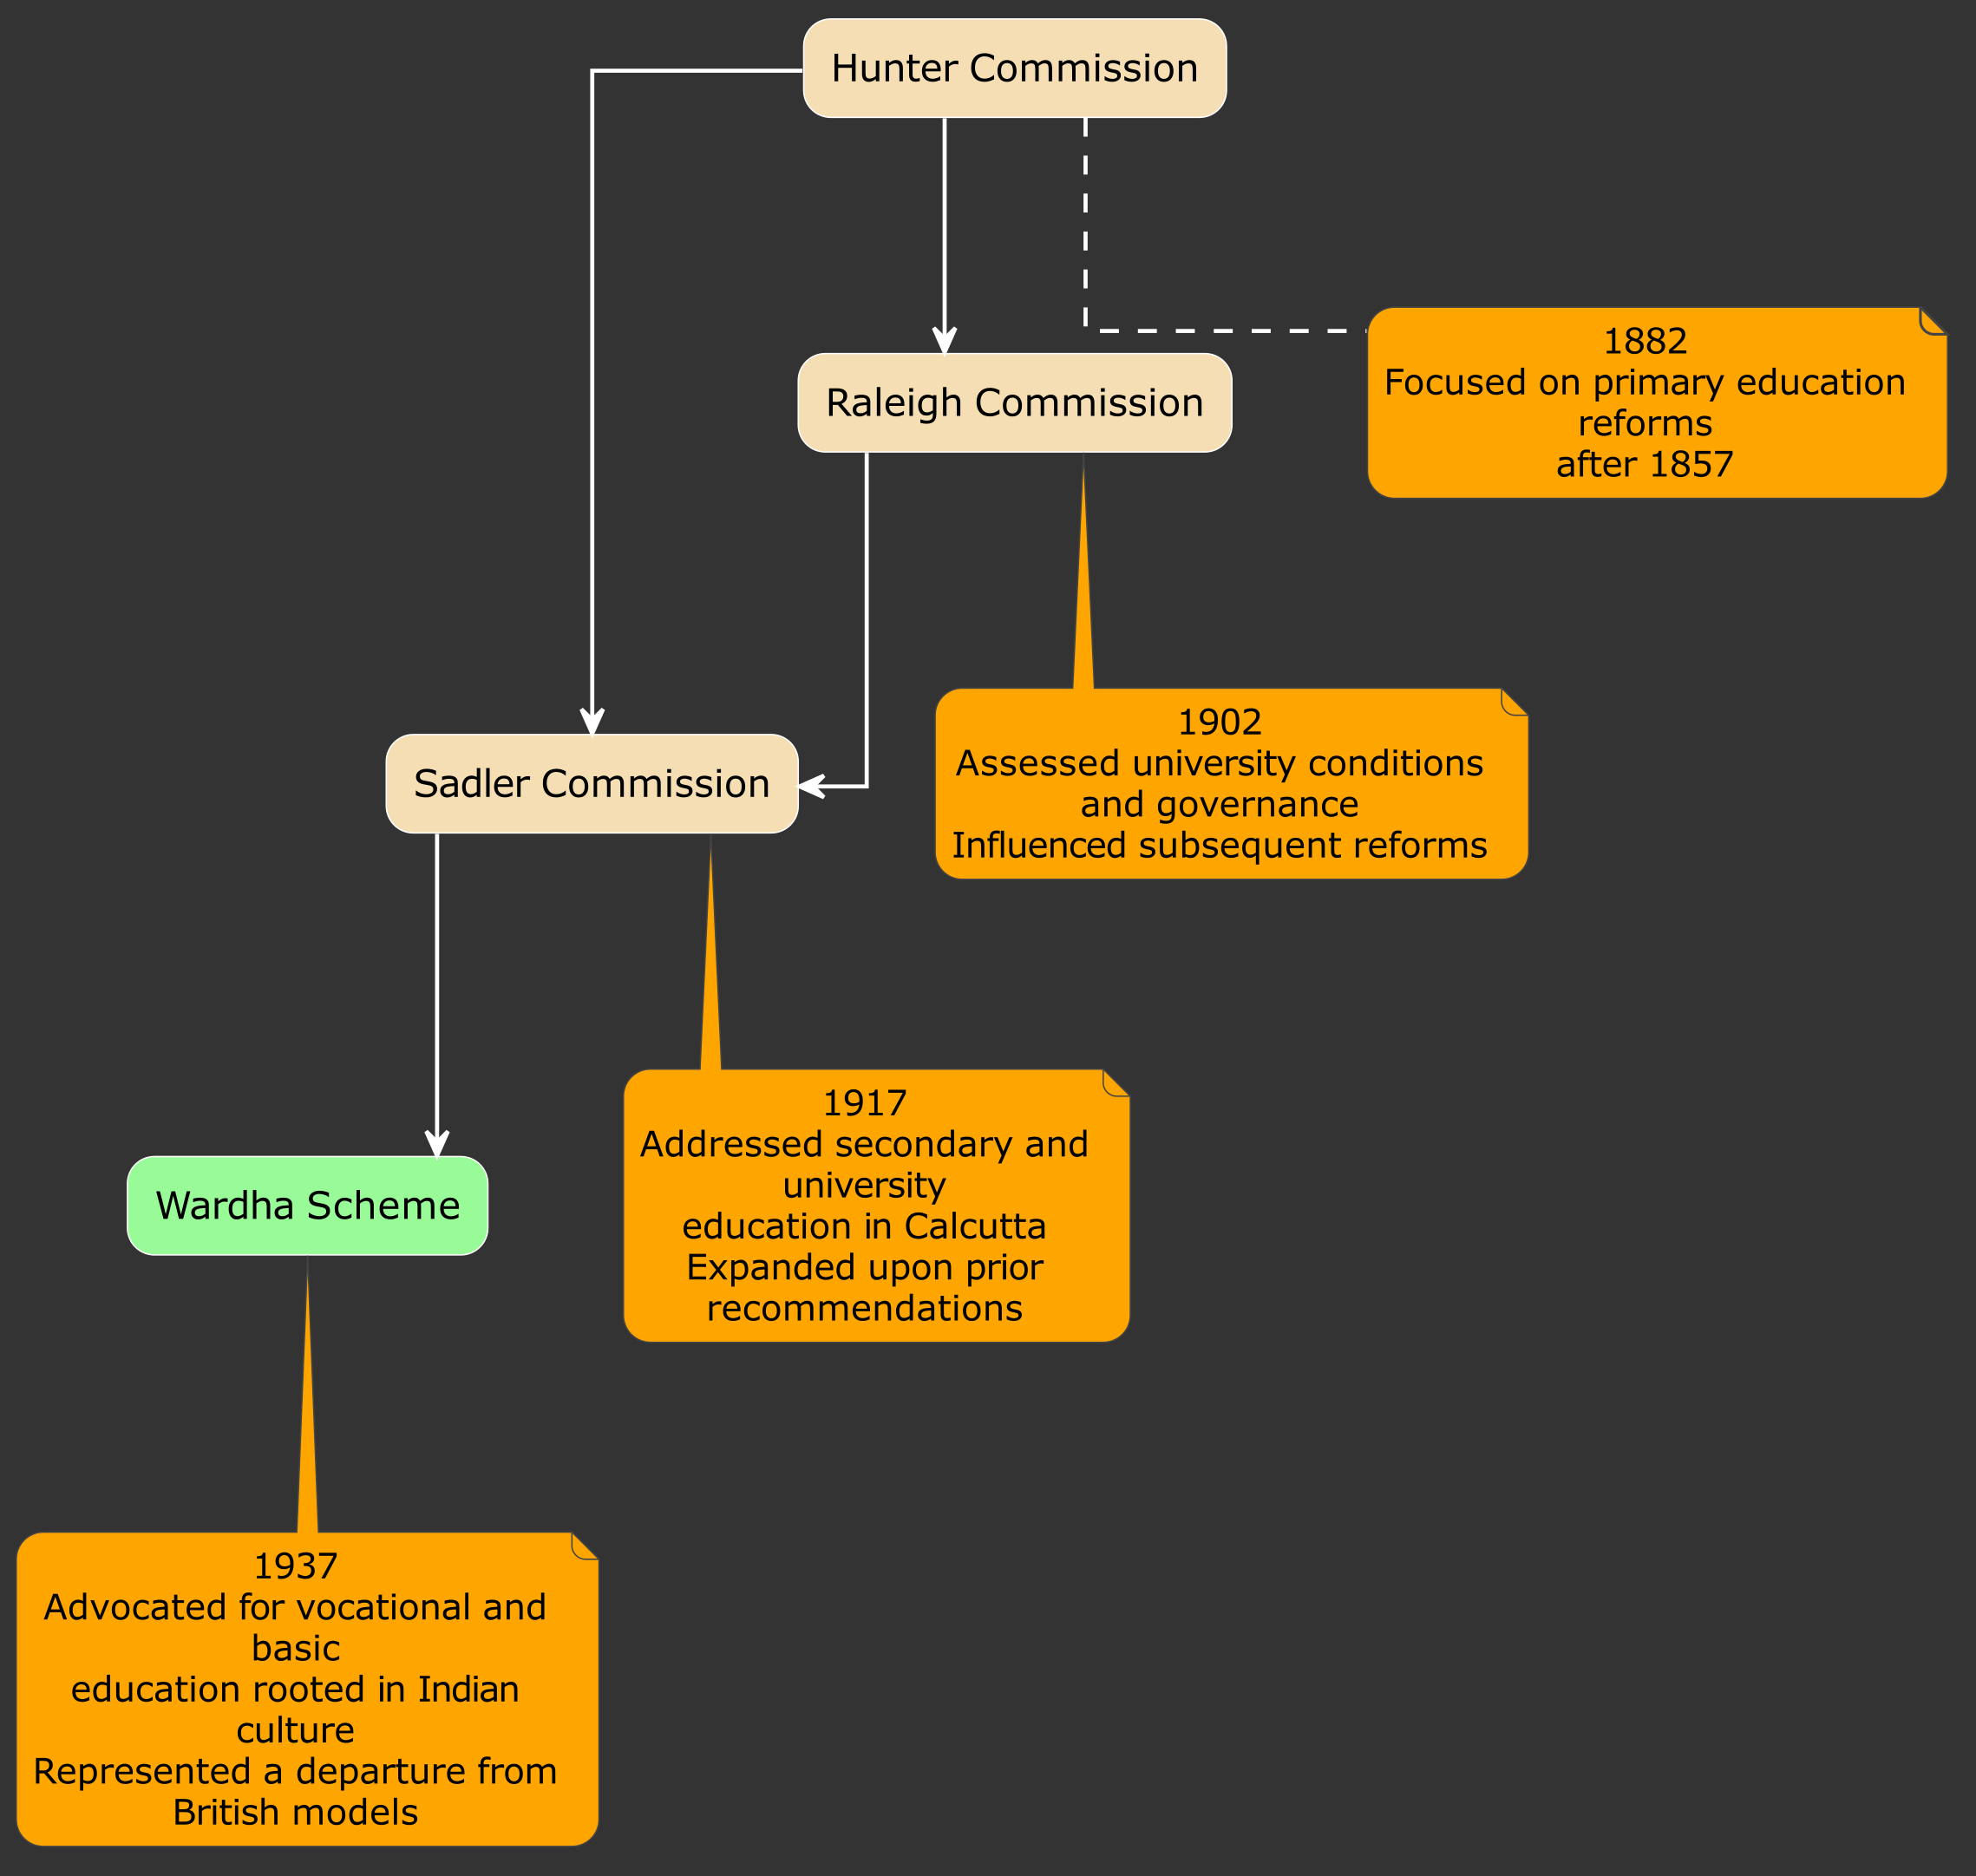 Hunter Commission
1882
Focused on primary education
reforms
after 1857
Raleigh Commission
1902
Assessed university conditions
and governance
Influenced subsequent reforms
Sadler Commission
1917
Addressed secondary and
university
education in Calcutta
Expanded upon prior
recommendations
Wardha Scheme
1937
Advocated for vocational and
basic
education rooted in Indian
culture
Represented a departure from
British models